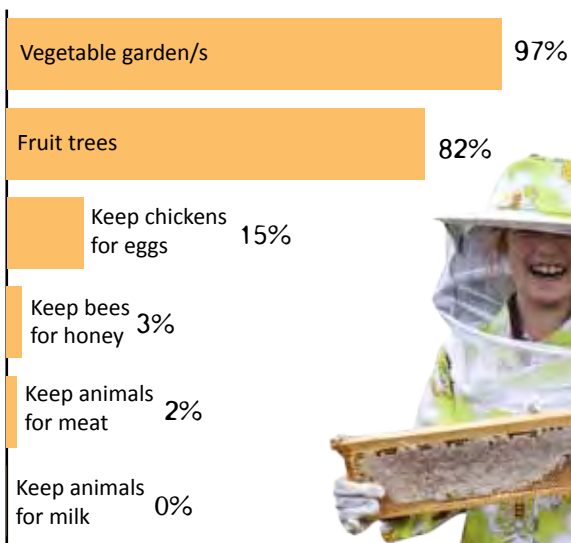 Vegetable garden/s 97%
Fruit trees 82%
Keep chickens
for eggs 15%
Keep bees
for honey 3%
Keep animals
for meat 2%
Keep animals
for milk 0%